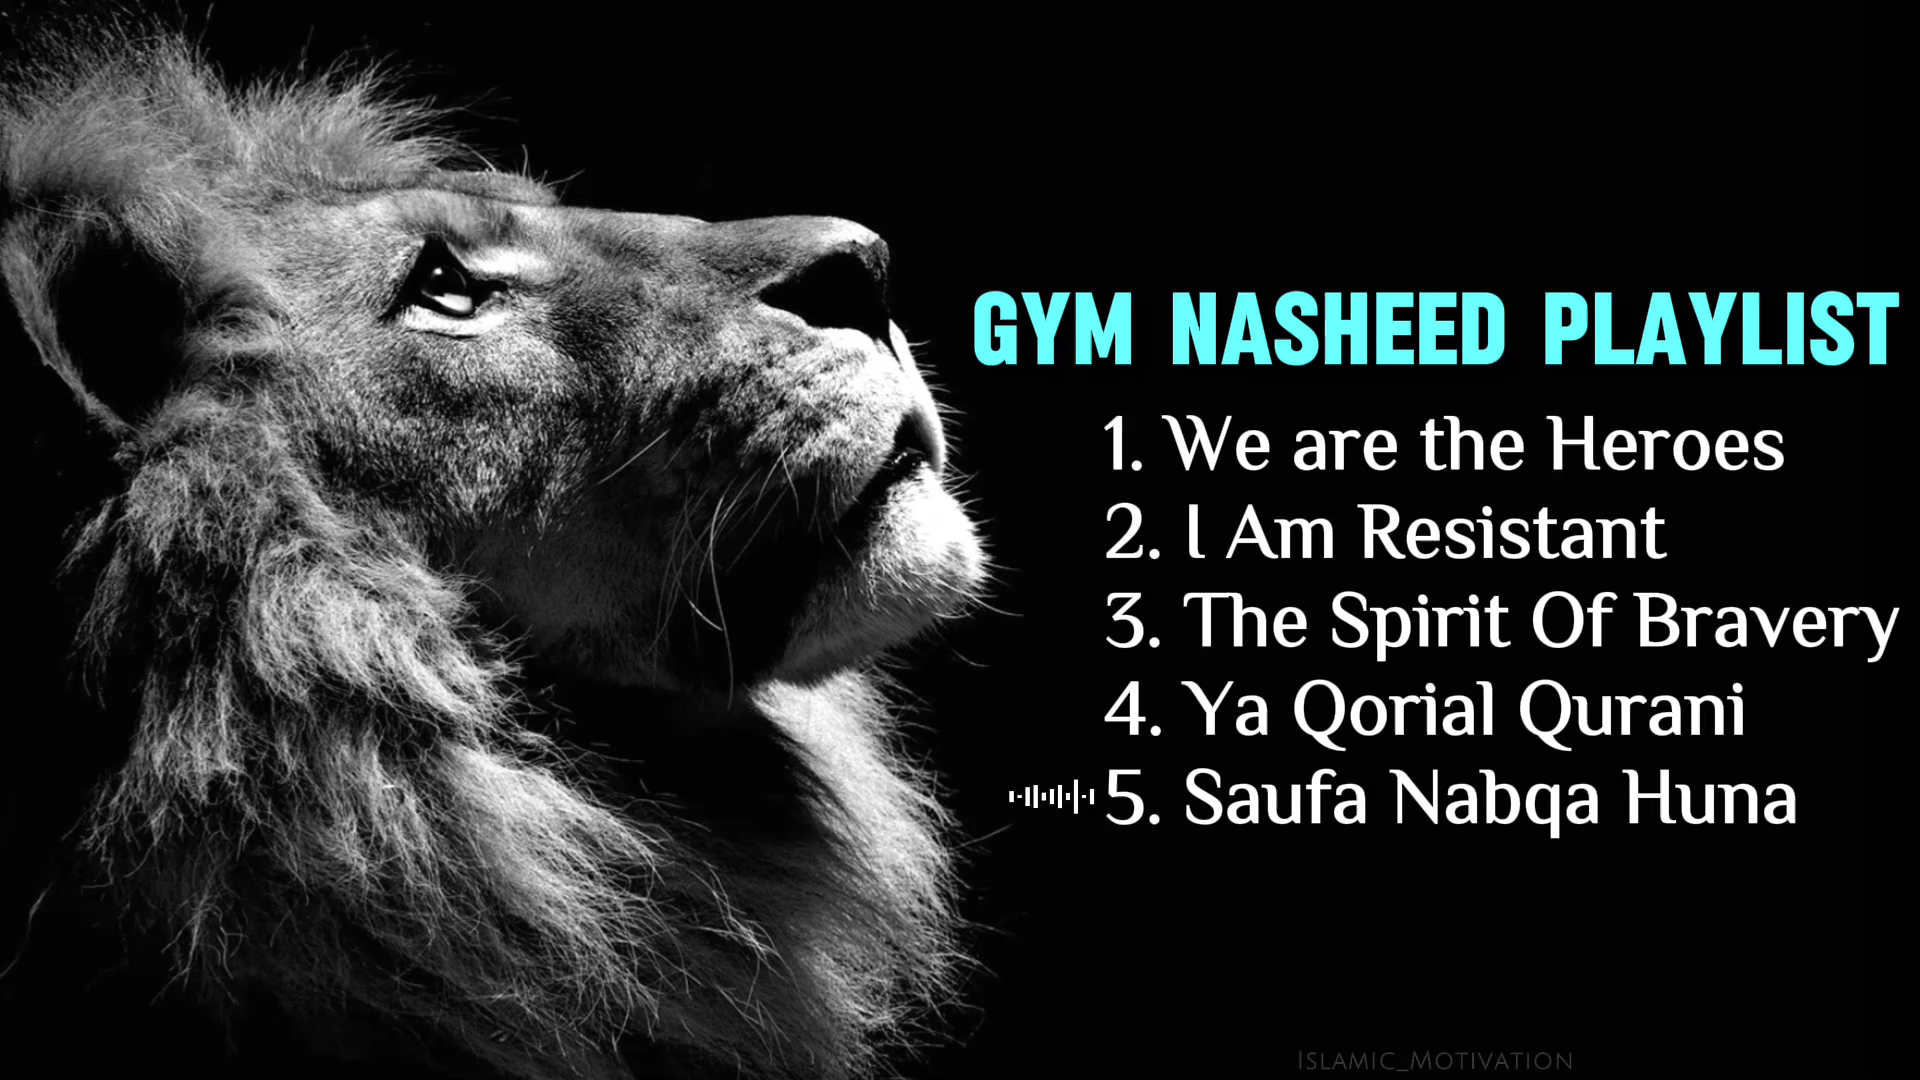 GYM NASHEED PLAYLIST
1. We are the Heroes
2. I Am Resistant
3. The Spirit Of Bravery
4. Ya Qorial Qurani
5. Saufa Nabqa Huna
Islamic_Motivation